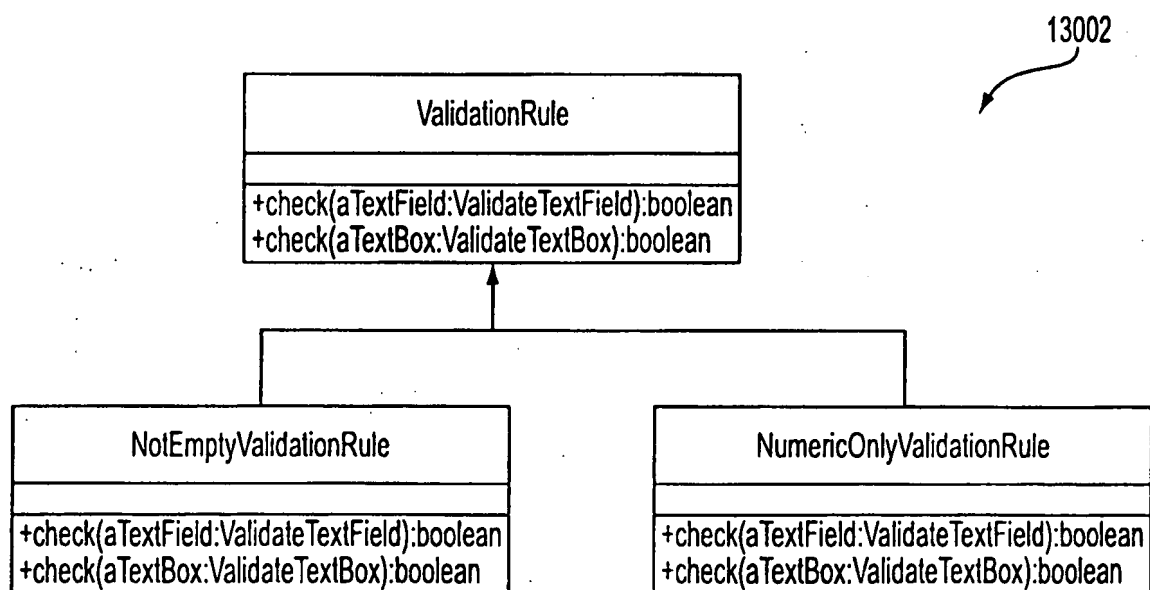 13002
ValidationRule
+check(aTextField:ValidateTextField):boolean
+check(aTextBox:ValidateTextBox):boolean
NotEmptyValidationRule
+check(aTextField:ValidateTextField):boolean
+check(aTextBox:ValidateTextBox):boolean
NumericOnlyValidationRule
+check(aTextField:ValidateTextField):boolean
+check(aTextBox:ValidateTextBox):boolean